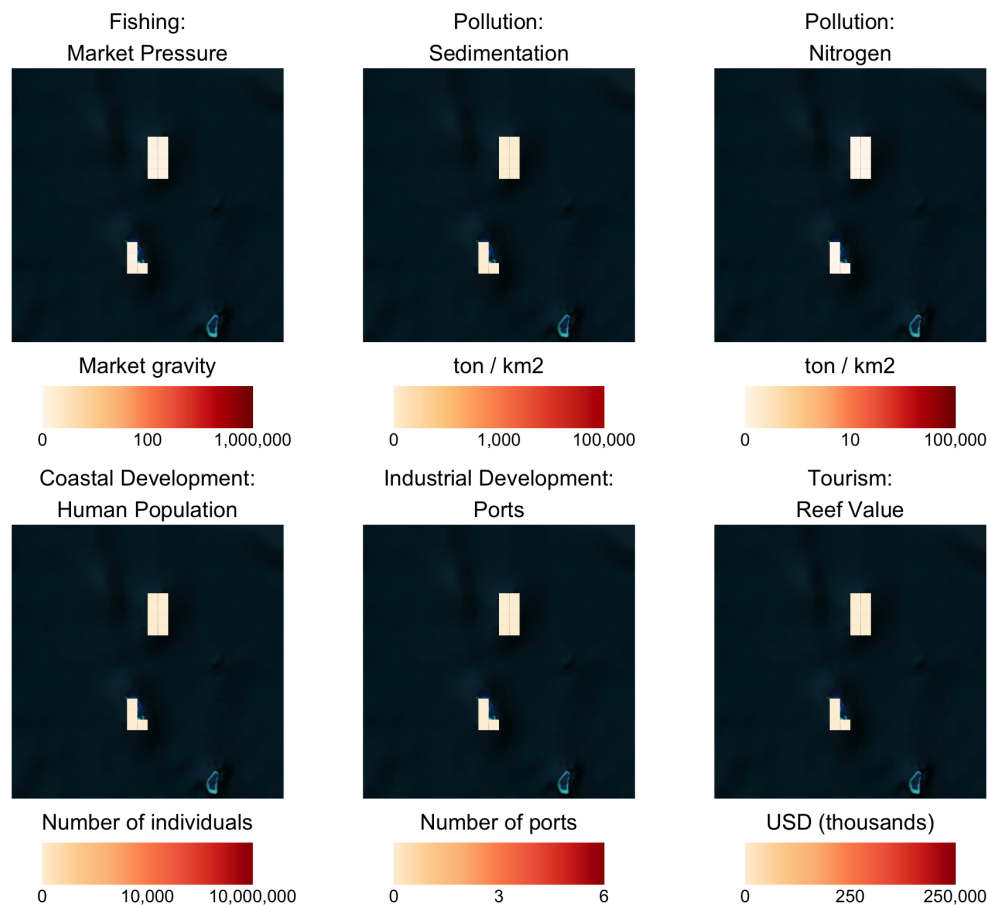 Fishing:
Market Pressure
Pollution:
Sedimentation
Pollution:
Nitrogen
Market gravity
0 100 1,000,000
ton / km2
0 1,000 100,000
ton / km2
0 10 100,000
Coastal Development:
Human Population
Industrial Development:
Ports
Tourism:
Reef Value
Number of individuals
0 10,000 10,000,000
Number of ports
0 3 6
USD (thousands)
0 250 250,000